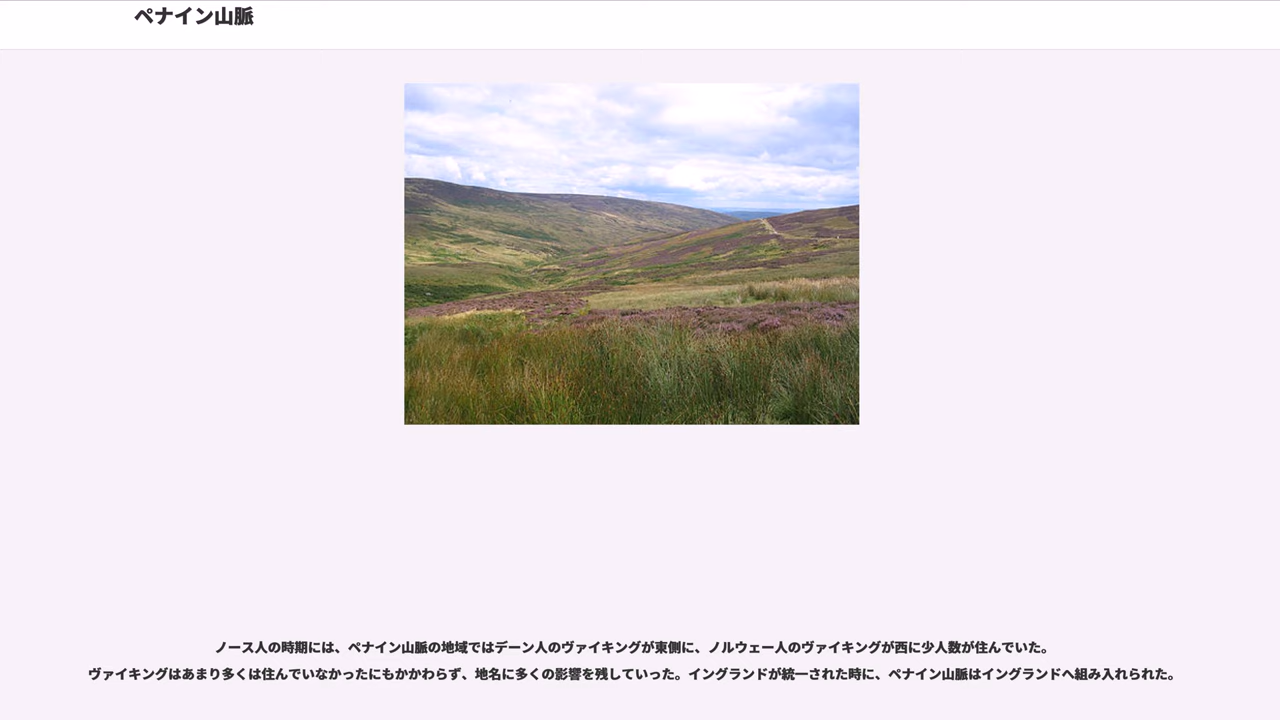 ペナイン山脈
ノース人の時期には、ペナイン山脈の地域ではデーン人のヴァイキングが東側に、ノルウェー人のヴァイキングが西に少人数が住んでいた。
ヴァイキングはあまり多くは住んでいなかったにもかかわらず、地名に多くの影響を残していった。イングランドが統一された時に、ペナイン山脈はイングランドへ組み入れられた。